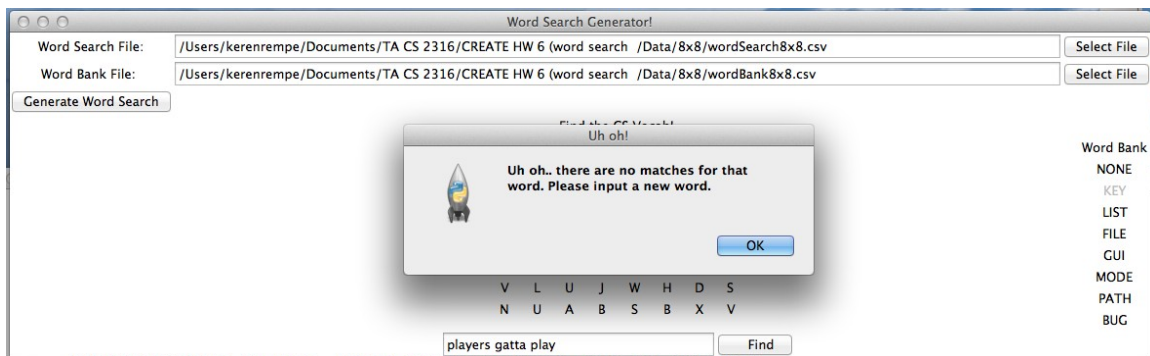 Word Search Generator!
Word Search File: /Users/kerenrempe/Documents/TA CS 2316/CREATE HW 6 (word search /Data/8x8/wordSearch8x8.csv Select File
Word Bank File: /Users/kerenrempe/Documents/TA CS 2316/CREATE HW 6 (word search /Data/8x8/wordBank8x8.csv Select File
Generate Word Search
Find the CS Vocab!
Uh oh!
Uh oh.. there are no matches for that
word. Please input a new word.
OK
Word Bank
NONE
KEY
LIST
FILE
GUI
MODE
PATH
BUG
V L U J W H D S
N U A B S B X V
players gatta play Find